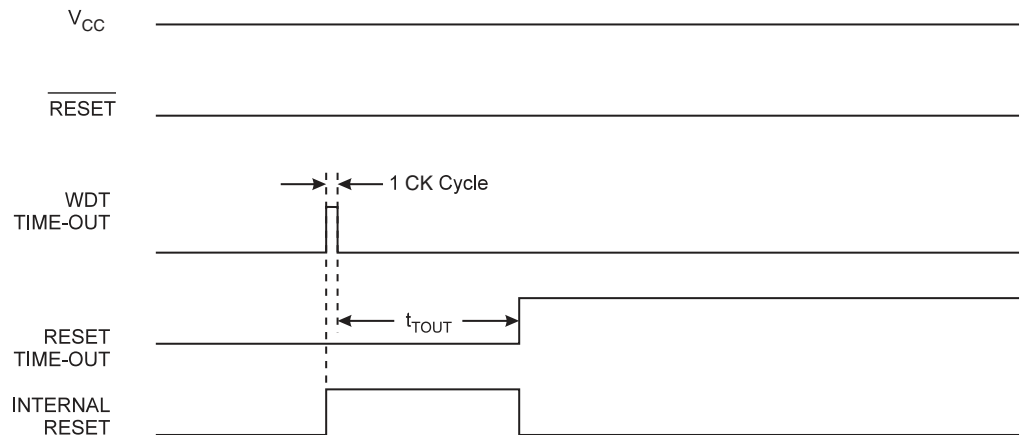 VCC
RESET
1 CK Cycle
WDT
TIME-OUT
tTOUT
RESET
TIME-OUT
INTERNAL
RESET